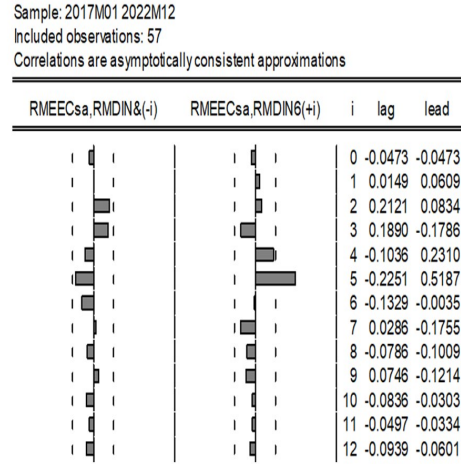 Sample: 2017M01 2022M12
Included observations: 57
Correlations are asymptotically consistent approximations
RMEECsa,RMDIN&(-i) RMEECsa,RMDIN6(+i) i lag lead
0 -0.0473 -0.0473
1 0.0149 0.0609
2 0.2121 0.0834
3 0.1890 -0.1786
4 -0.1036 0.2310
5 -0.2251 0.5187
6 -0.1329 -0.0035
7 0.0286 -0.1755
8 -0.0786 -0.1009
9 0.0746 -0.1214
10 -0.0836 -0.0303
11 -0.0497 -0.0334
12 -0.0939 -0.0601